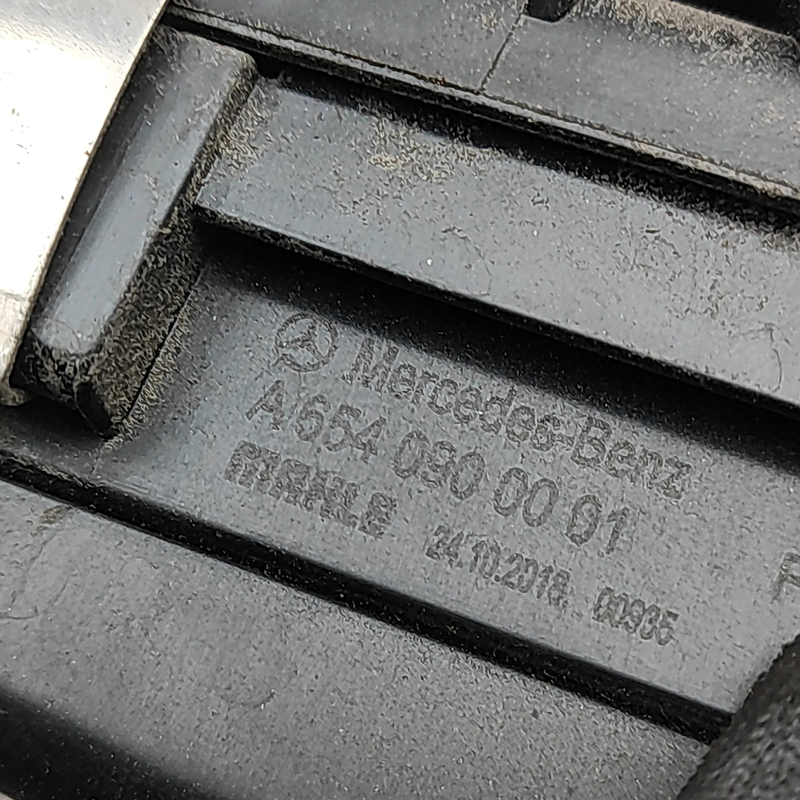 Mercedes-Benz
A 654 090 00 01
MAHLE
24.10.2018 00935